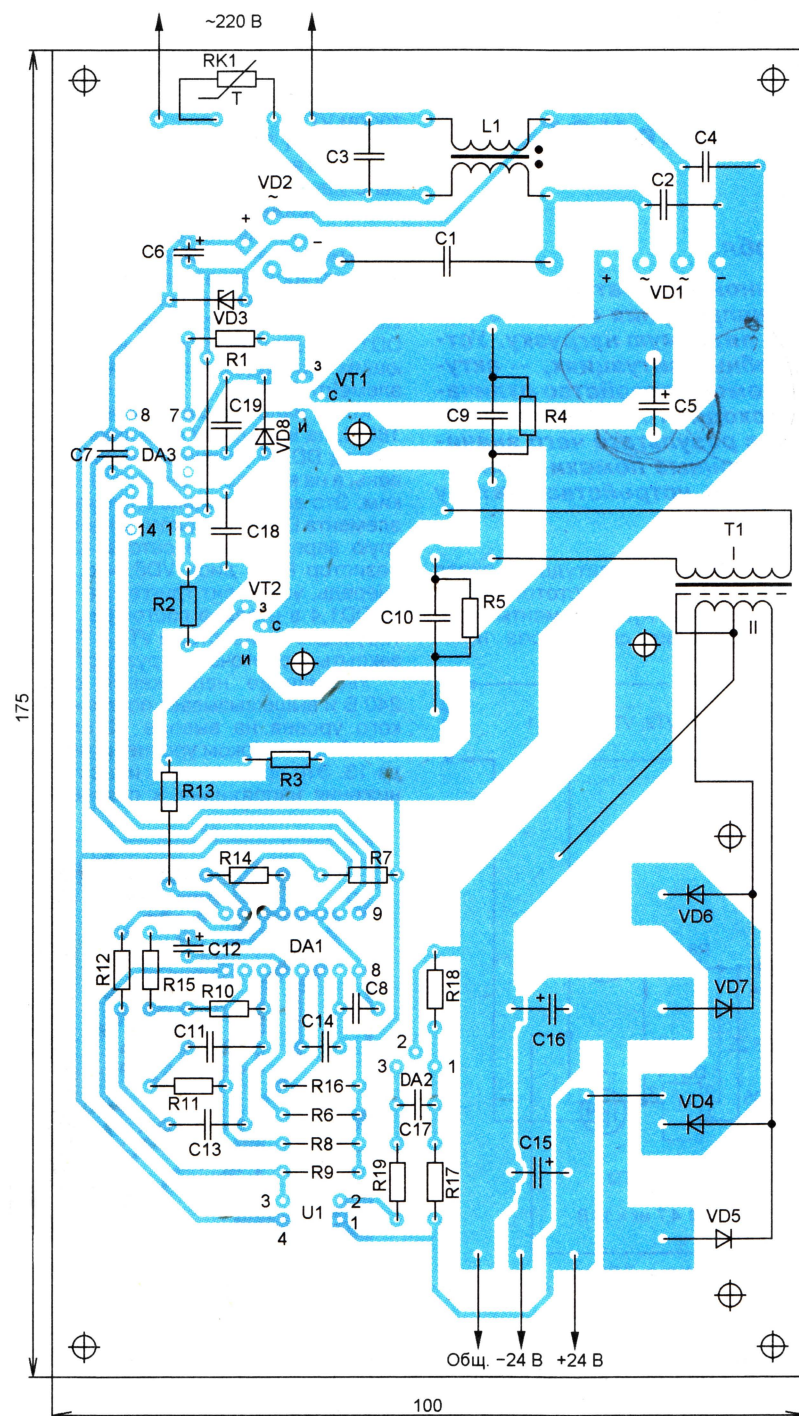 ~220 В
RK1
T
L1
C3
C4
C2
VD2
~
+
−
C6
+
C1
+
~
~
−
VD1
VD3
R1
з
с
и
VT1
8
7
C19
VD8
DA3
C7
C9
R4
+
C5
14
1
C18
T1
I
II
R2
VT2
з
с
и
C10
R5
175
R3
R13
R14
R7
9
VD6
DA1
+
C12
R12
R15
R10
8
C8
R18
VD7
+
C16
C11
C14
2
3
1
DA2
R16
R11
C17
VD4
R6
C13
R8
C15
+
R9
R19
R17
3
2
U1
4
1
VD5
Общ.
−24 В
+24 В
100